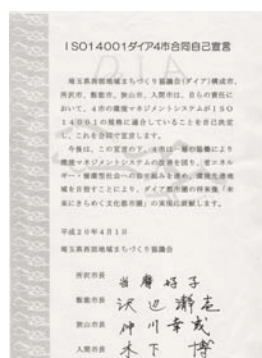 ISO14001ダイア4市合同自己宣言
埼玉県西部地域まちづくり協議会(ダイア)構成市、
所沢市、飯能市、狭山市、入間市は、自らの責任に
おいて、4市の環境マネジメントシステムがISO
14001の規格に適合していることを自己決定
し、これを合同で宣言します。
今後は、この宣言の下、4市は一層の協働により
環境マネジメントシステムの改善を図り、省エネル
ギー・循環型社会への取り組みを進め、環境先進地
域を目指すことにより、ダイア都市圏の将来像「未
来にきらめく文化都市圏」の実現に貢献します。
平成20年4月1日
埼玉県西部地域まちづくり協議会
所沢市長 当麻好子
飯能市長 沢辺瀞壱
狭山市長 仲川幸成
入間市長 木下博